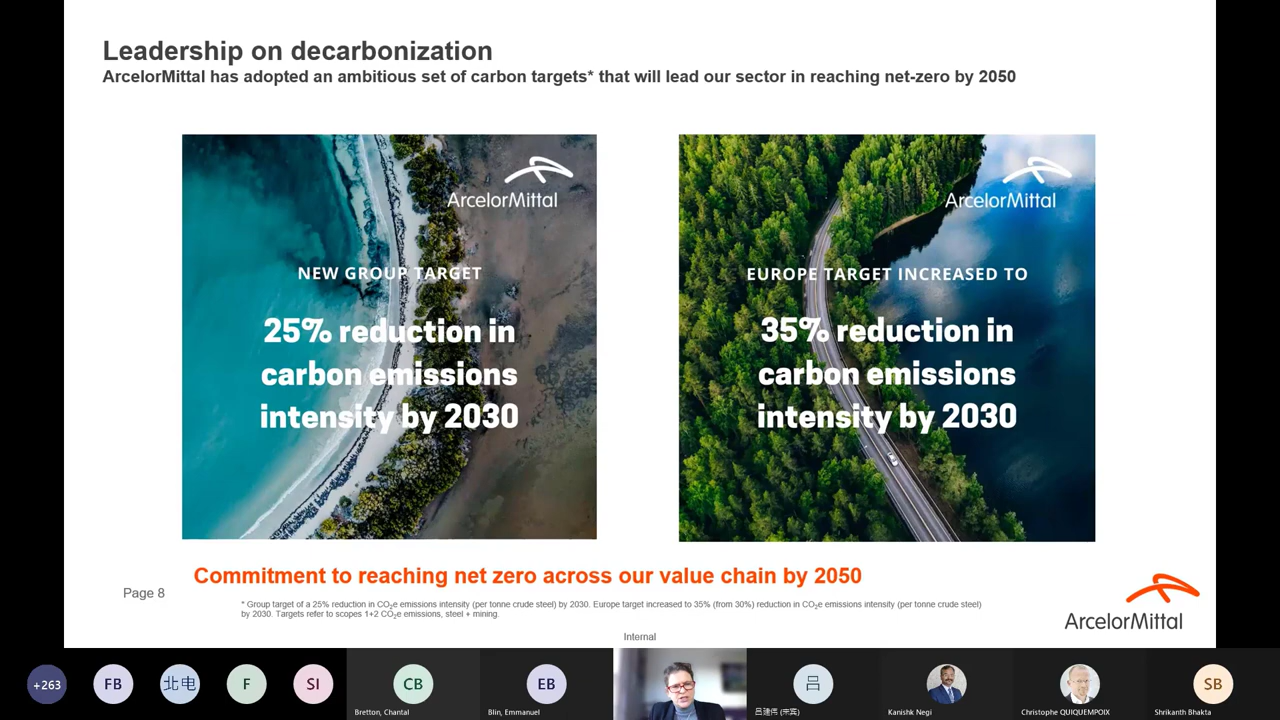 Leadership on decarbonization
ArcelorMittal has adopted an ambitious set of carbon targets* that will lead our sector in reaching net-zero by 2050
ArcelorMittal
NEW GROUP TARGET
25% reduction in
carbon emissions
intensity by 2030
ArcelorMittal
EUROPE TARGET INCREASED TO
35% reduction in
carbon emissions
intensity by 2030
Commitment to reaching net zero across our value chain by 2050
Page 8
* Group target of a 25% reduction in CO₂e emissions intensity (per tonne crude steel) by 2030. Europe target increased to 35% (from 30%) reduction in CO₂e emissions intensity (per tonne crude steel)
by 2030. Targets refer to scopes 1+2 CO₂e emissions, steel + mining.
ArcelorMittal
Internal
+263
FB
北电
F
SI
CB
Bretton, Chantal
EB
Blin, Emmanuel
吕
吕建伟 (来宾)
Kanishk Negi
Christophe QUIQUEMPOIX
SB
Shrikanth Bhakta